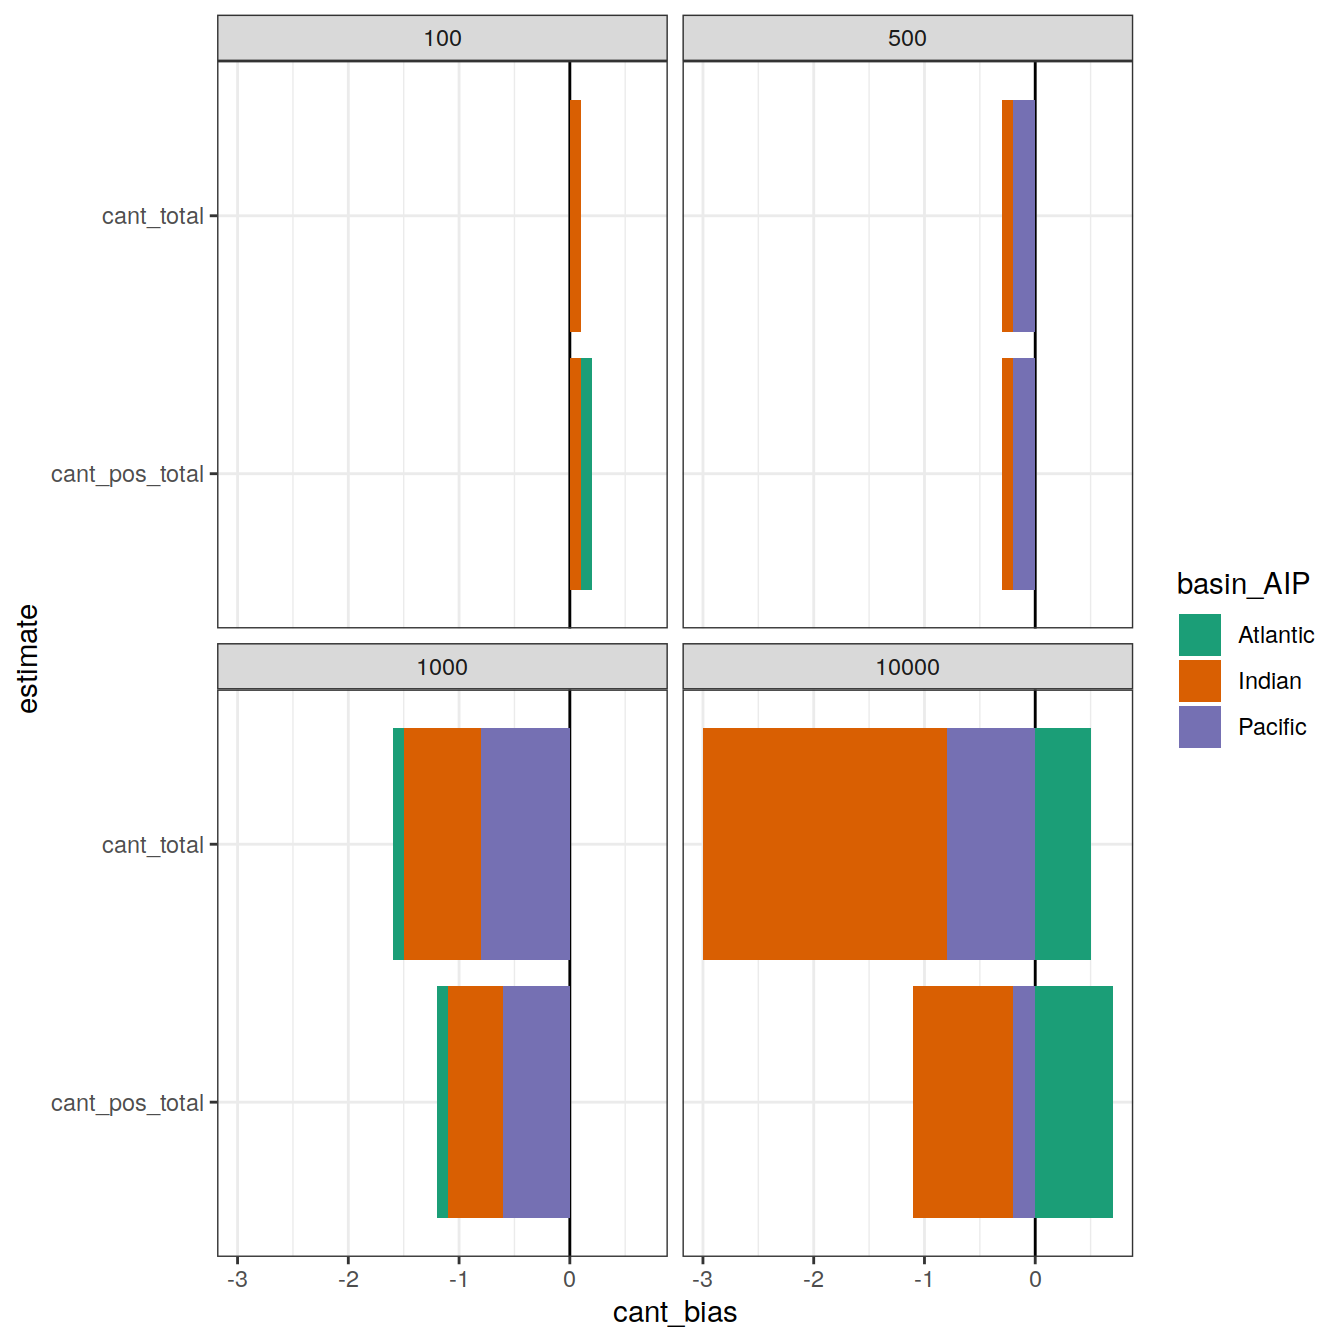 100
500
cant_total
cant_pos_total
1000
10000
cant_total
cant_pos_total
-3 -2 -1 0
-3 -2 -1 0
cant_bias
estimate
basin_AIP
Atlantic
Indian
Pacific